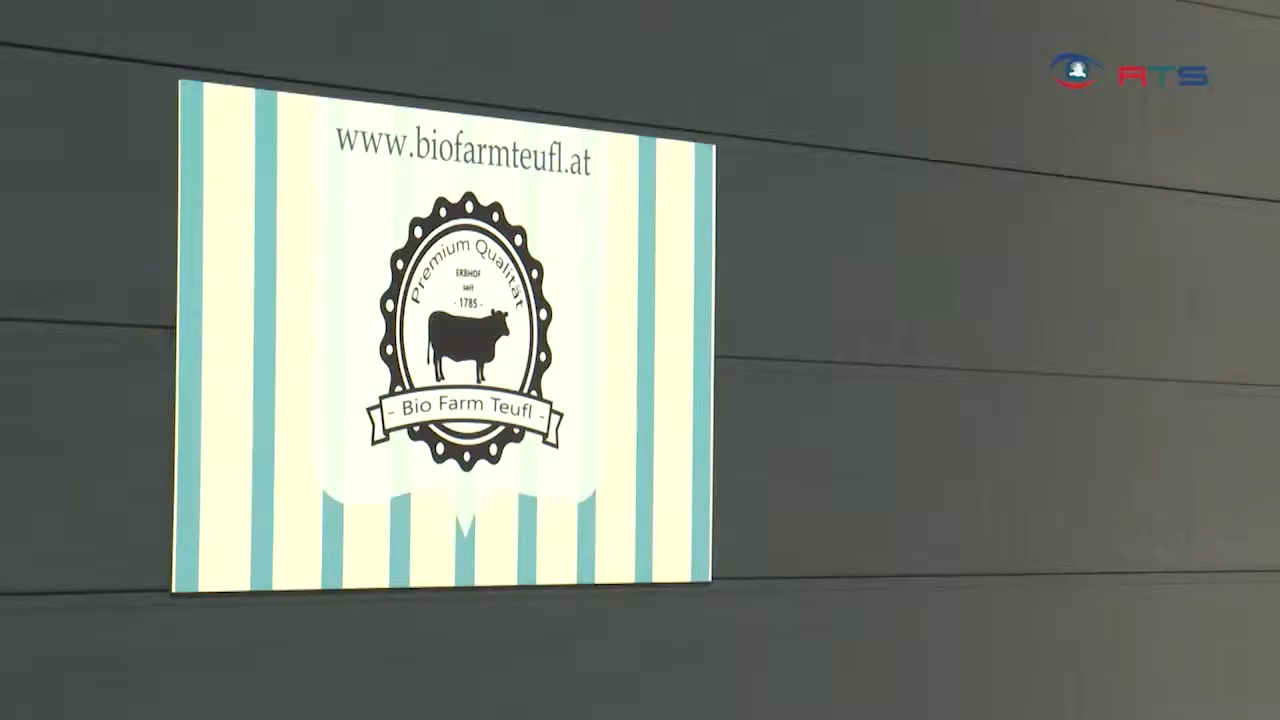 www.biofarmteufl.at
Premium Qualität
ERBHOF
seit
- 1785 -
- Bio Farm Teufl -
RTS